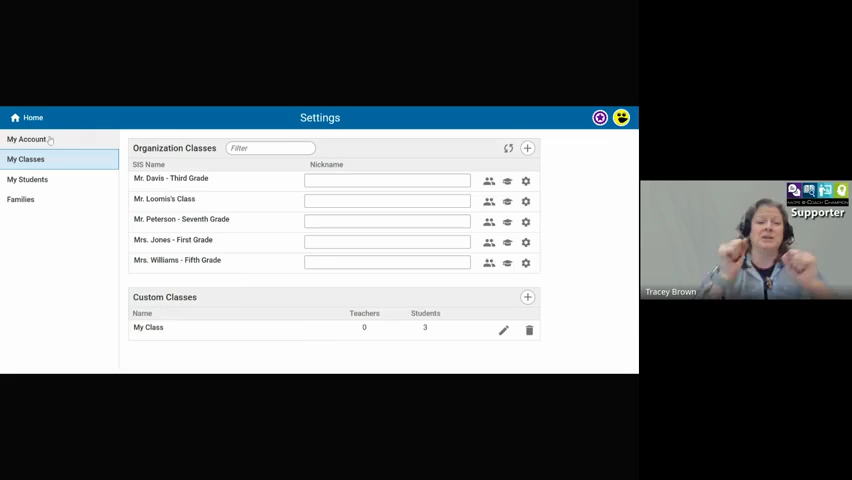 Home
Settings
My Account
My Classes
My Students
Families
Organization Classes
Filter
SIS Name
Nickname
Mr. Davis - Third Grade
Mr. Loomis's Class
Mr. Peterson - Seventh Grade
Mrs. Jones - First Grade
Mrs. Williams - Fifth Grade
Custom Classes
Name
Teachers
Students
My Class
0
3
Supporter
Tracey Brown